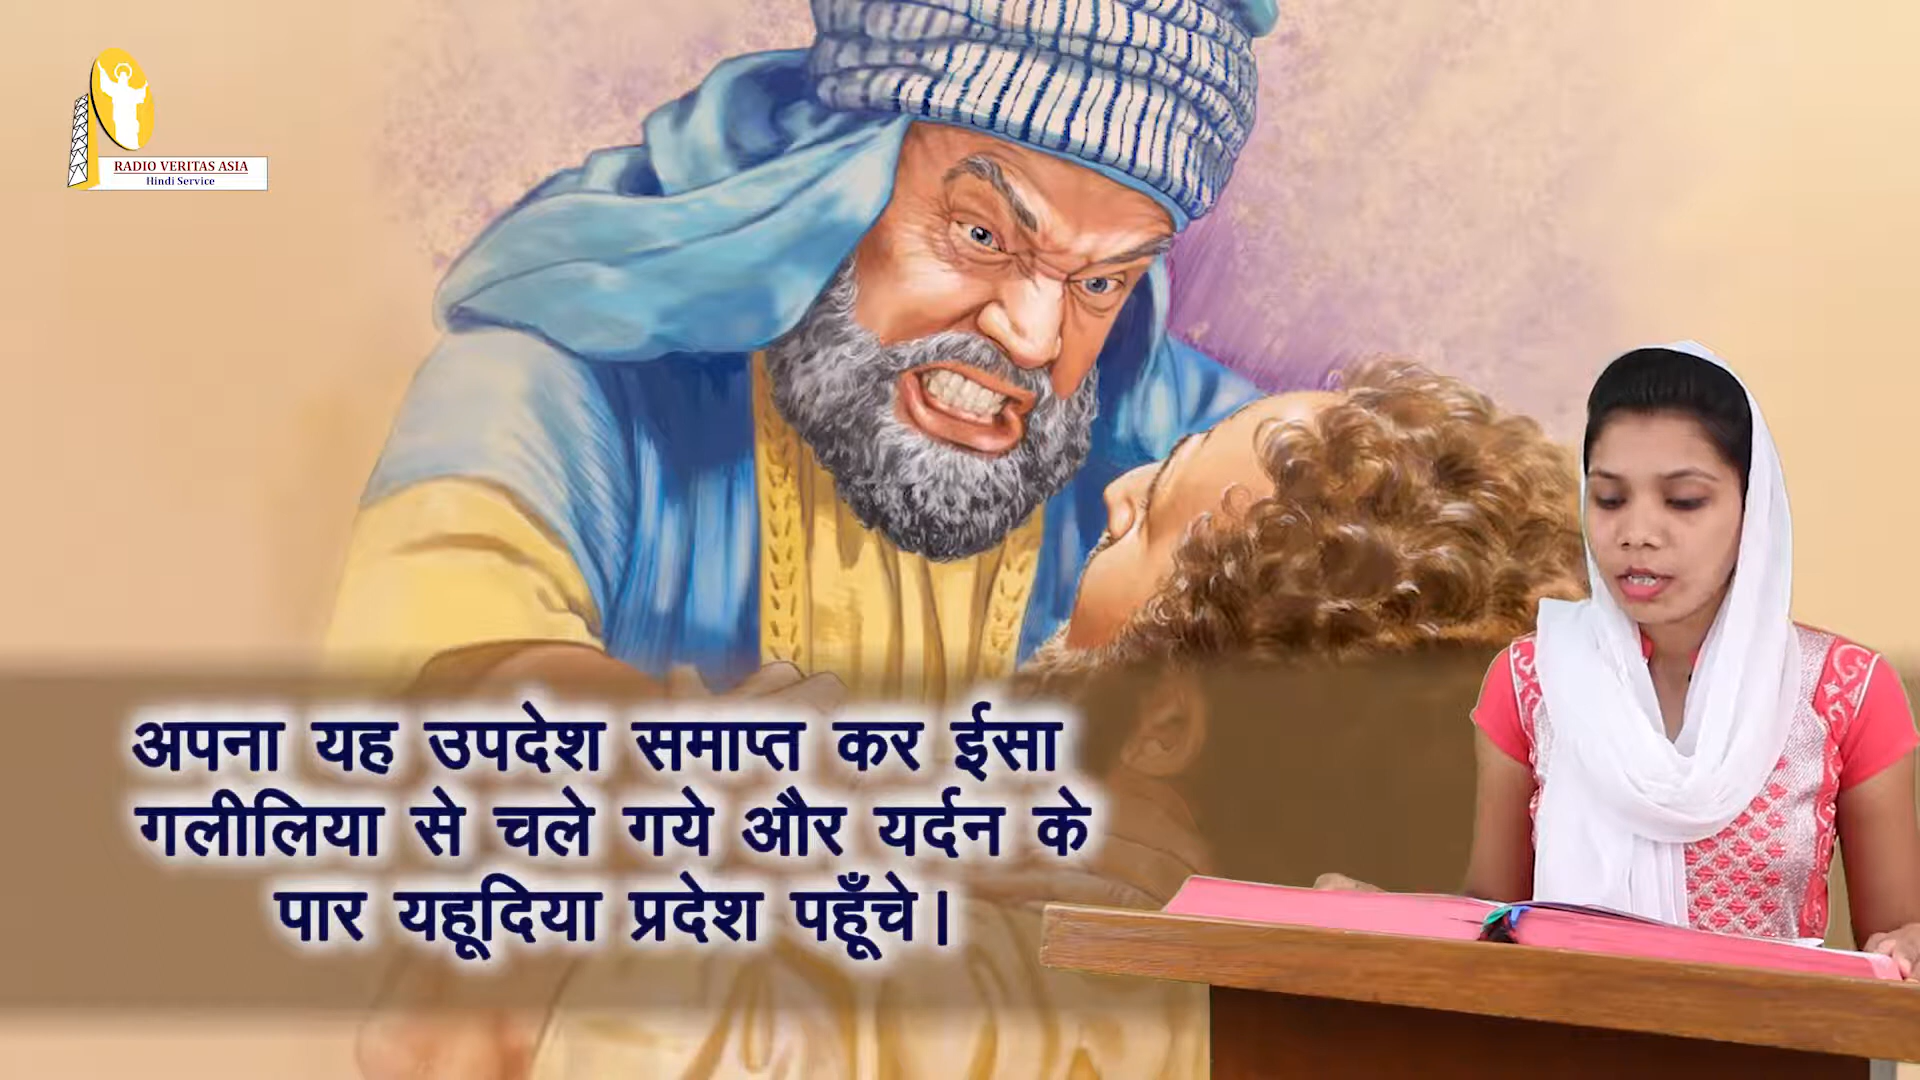 RADIO VERITAS ASIA
Hindi Service
अपना यह उपदेश समाप्त कर ईसा
गलीलिया से चले गये और यर्दन के
पार यहूदिया प्रदेश पहुँचे।